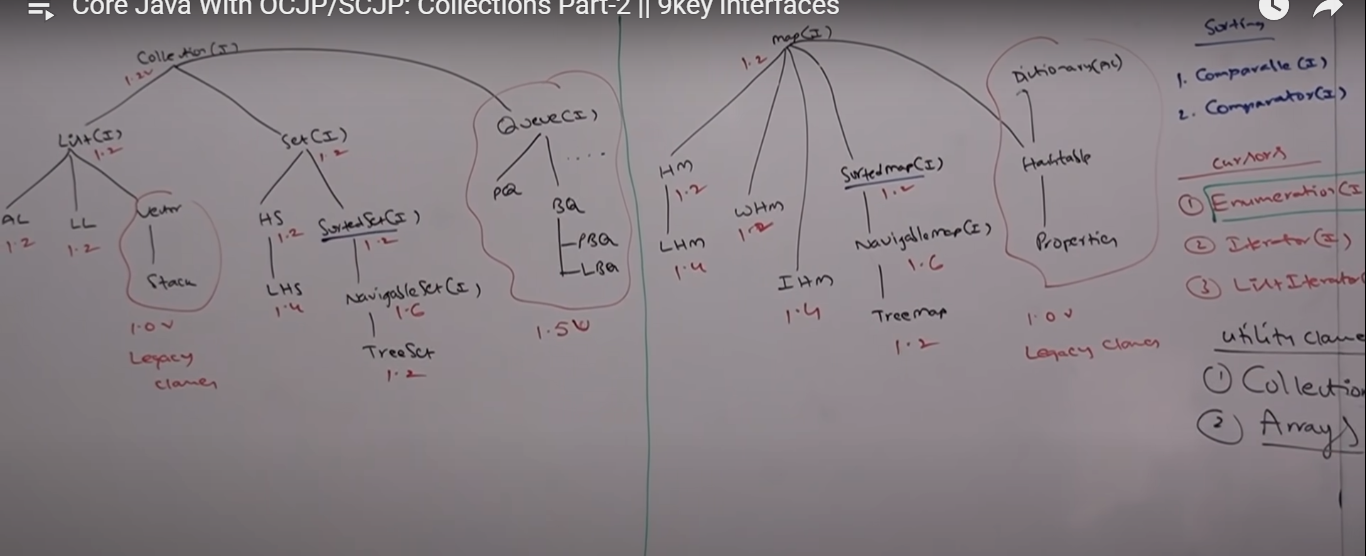 Core Java With OCJP/SCJP: Collections Part-2 || 9key interfaces
Collection(I)
1.2v
List(I)
1.2
AL
1.2
LL
1.2
Vector
Stack
1.0v
Legacy
classes
Set(I)
1.2
HS
1.2
LHS
1.4
SortedSet(I)
1.2
NavigableSet(I)
1.6
TreeSet
1.2
Queue(I)
....
PQ
BQ
PBQ
LBQ
1.5v
map(I)
1.2
HM
1.2
LHM
1.4
WHM
1.2
IHM
1.4
Sortedmap(I)
1.2
Navigablemap(I)
1.6
Treemap
1.2
Dictionary(AC)
Hashtable
Properties
1.0v
Legacy classes
Sorting
1. Comparable (I)
2. Comparator(I)
Cursors
① Enumeration(I
② Iterator(I)
③ ListIterator
utility classe
① Collection
② Arrays